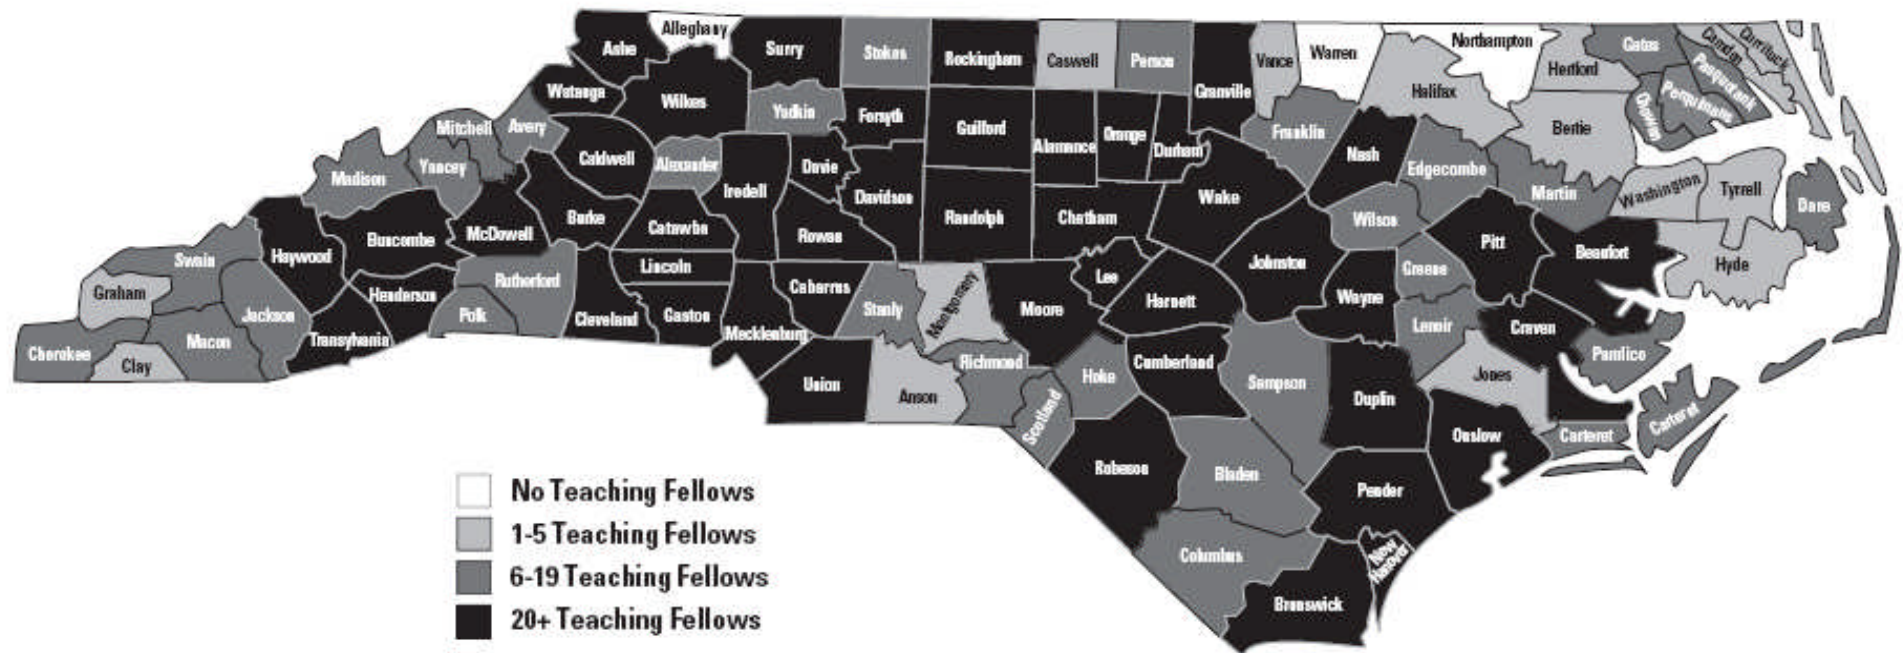 Alleghany
Ashe
Surry
Stokes
Rockingham
Caswell
Person
Granville
Vance
Warren
Northampton
Hertford
Gates
Camden
Currituck
Pasquotank
Perquimans
Chowan
Watauga
Wilkes
Yadkin
Forsyth
Guilford
Alamance
Orange
Durham
Franklin
Halifax
Bertie
Mitchell
Avery
Caldwell
Alexander
Iredell
Davie
Davidson
Nash
Edgecombe
Martin
Washington
Tyrrell
Dare
Madison
Yancey
Burke
Catawba
Rowan
Randolph
Chatham
Wake
Wilson
Pitt
Beaufort
Hyde
Swain
Haywood
Buncombe
McDowell
Rutherford
Lincoln
Cabarrus
Stanly
Montgomery
Moore
Lee
Harnett
Johnston
Wayne
Greene
Lenoir
Craven
Pamlico
Graham
Jackson
Henderson
Polk
Cleveland
Gaston
Mecklenburg
Cherokee
Clay
Macon
Transylvania
Union
Anson
Richmond
Scotland
Hoke
Cumberland
Sampson
Duplin
Jones
Onslow
Carteret
Carteret
Robeson
Bladen
Pender
Columbus
New
Hanover
Brunswick
No Teaching Fellows
1-5 Teaching Fellows
6-19 Teaching Fellows
20+ Teaching Fellows